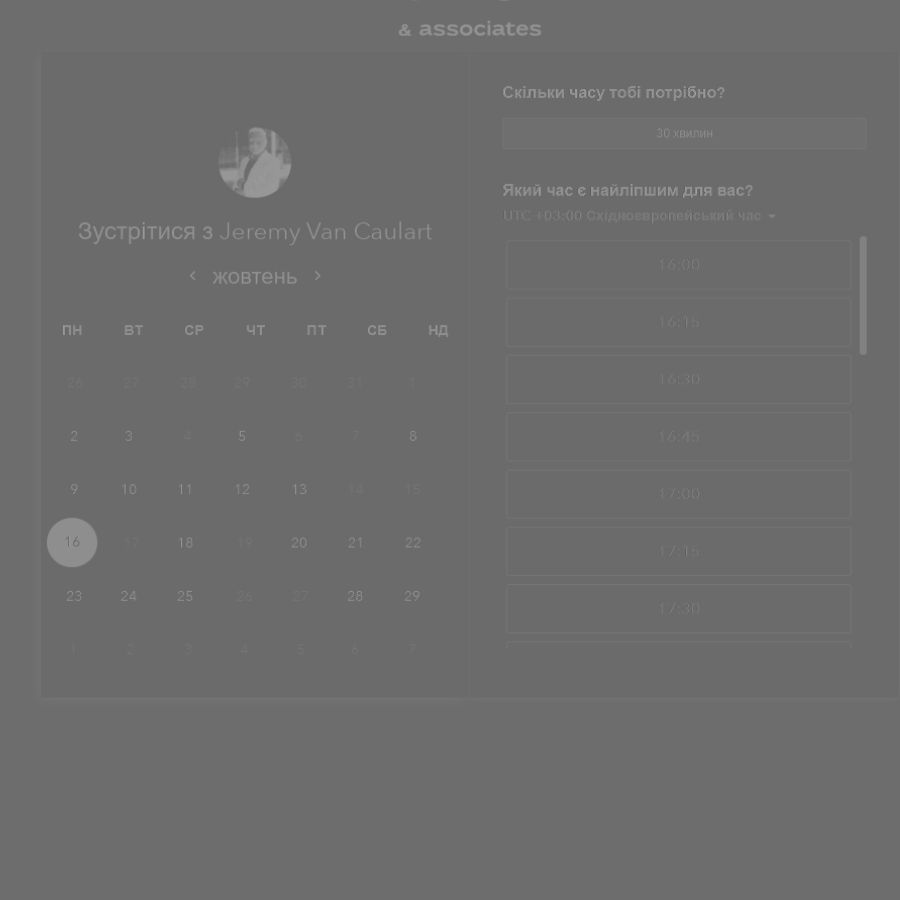 & associates
Зустрітися з Jeremy Van Caulart
жовтень
ПН ВТ СР ЧТ ПТ СБ НД
26 27 28 29 30 31 1
2 3 4 5 6 7 8
9 10 11 12 13 14 15
16 17 18 19 20 21 22
23 24 25 26 27 28 29
1 2 3 4 5 6 7
Скільки часу тобі потрібно?
30 хвилин
Який час є найліпшим для вас?
UTC +03:00 Східноєвропейський час
16:00
16:15
16:30
16:45
17:00
17:15
17:30